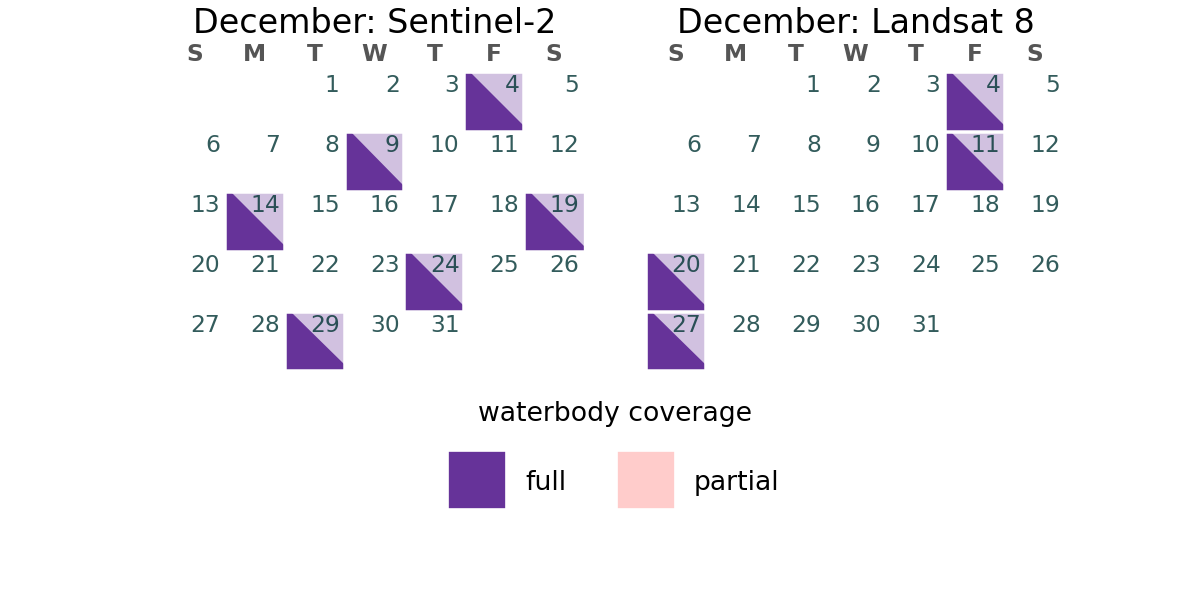 December: Sentinel-2
S M T W T F S
1 2 3 4 5
6 7 8 9 10 11 12
13 14 15 16 17 18 19
20 21 22 23 24 25 26
27 28 29 30 31
December: Landsat 8
S M T W T F S
1 2 3 4 5
6 7 8 9 10 11 12
13 14 15 16 17 18 19
20 21 22 23 24 25 26
27 28 29 30 31
waterbody coverage
full
partial